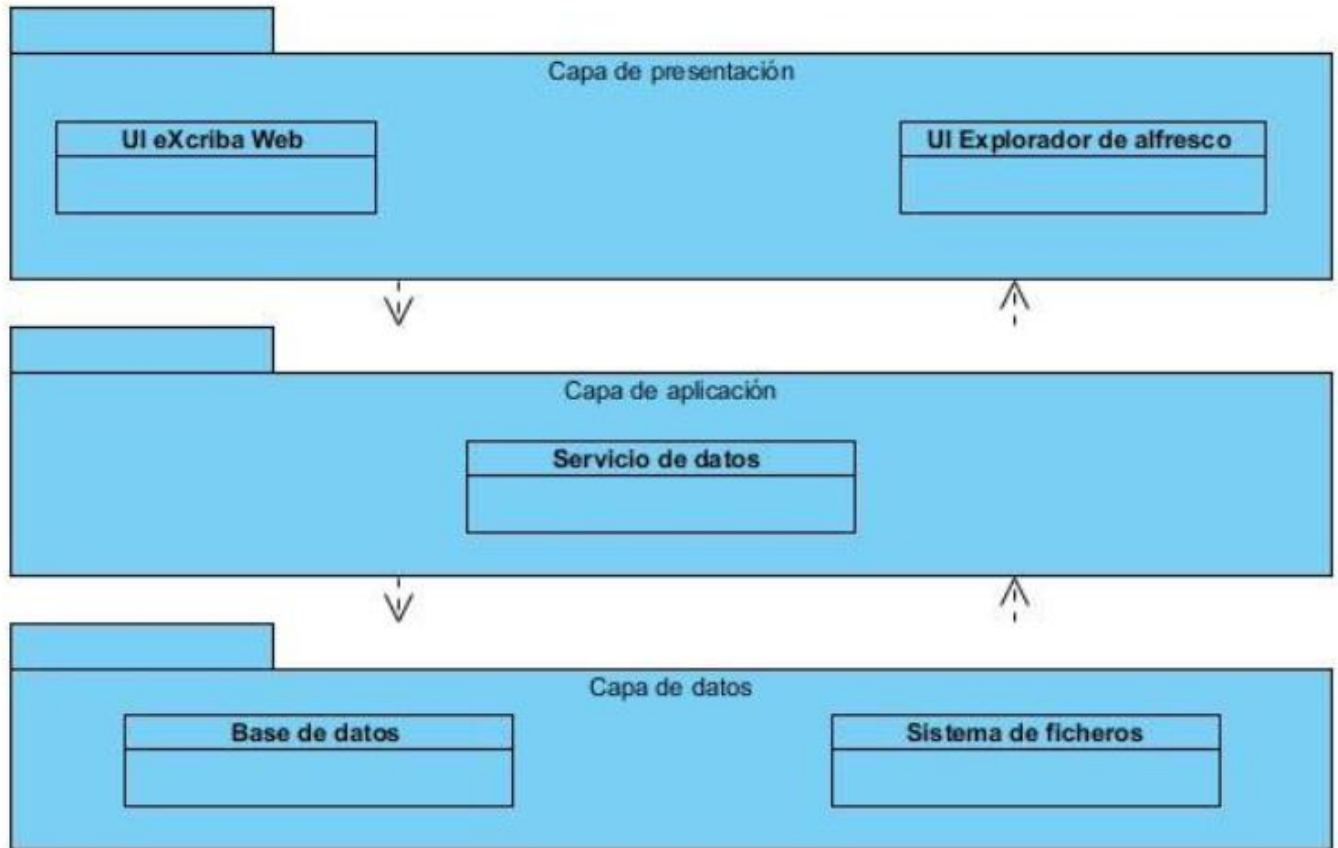 Capa de presentación
UI eXcriba Web
UI Explorador de alfresco
Capa de aplicación
Servicio de datos
Capa de datos
Base de datos
Sistema de ficheros